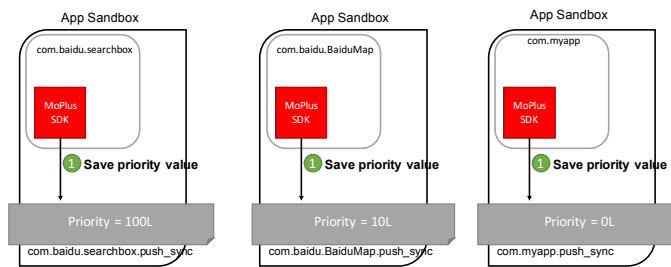 App Sandbox
com.baidu.searchbox
MoPlus
SDK
1 Save priority value
Priority = 100L
com.baidu.searchbox.push_sync
App Sandbox
com.baidu.BaiduMap
MoPlus
SDK
1 Save priority value
Priority = 10L
com.baidu.BaiduMap.push_sync
App Sandbox
com.myapp
MoPlus
SDK
1 Save priority value
Priority = 0L
com.myapp.push_sync